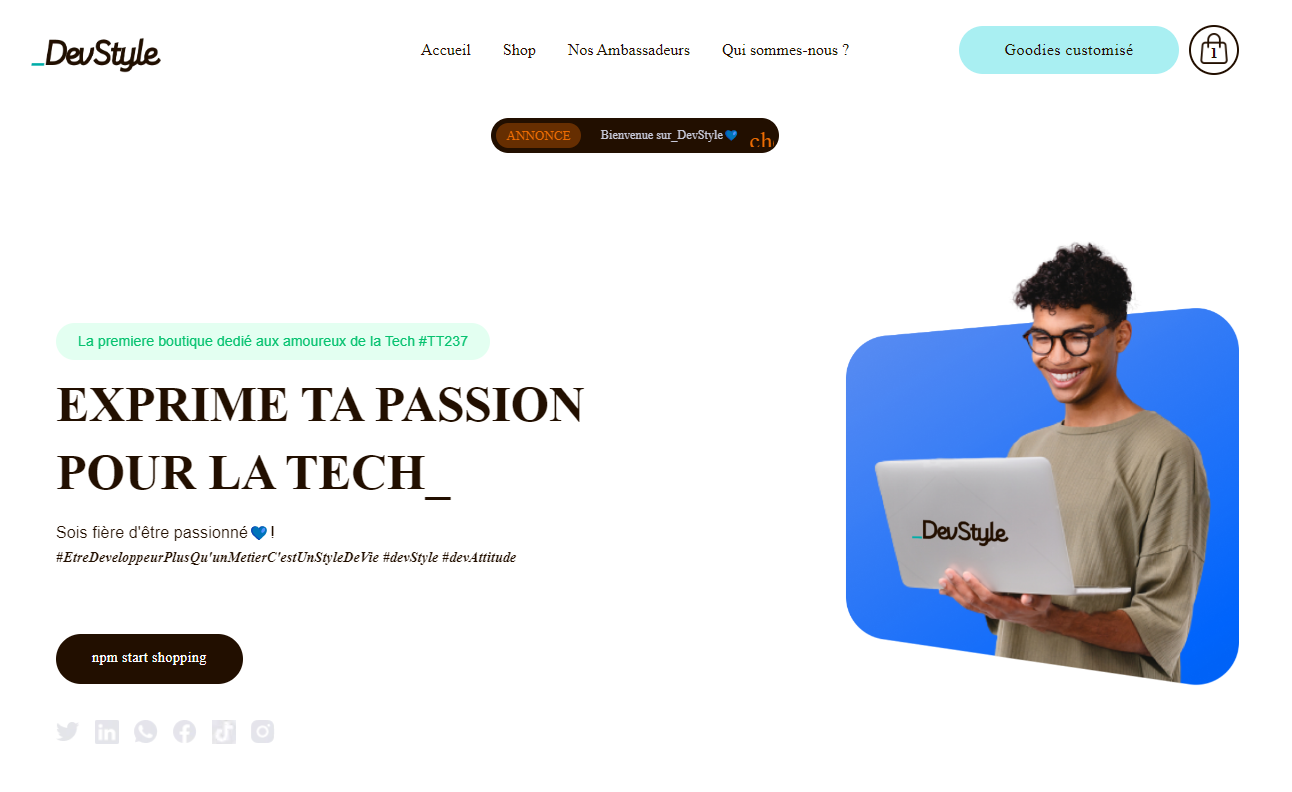 _DevStyle
Accueil Shop Nos Ambassadeurs Qui sommes-nous ? Goodies customisé 1
ANNONCE Bienvenue sur_DevStyle💙
La premiere boutique dedié aux amoureux de la Tech #TT237
EXPRIME TA PASSION
POUR LA TECH_
Sois fière d'être passionné💙 !
#EtreDeveloppeurPlusQu'unMetierC'estUnStyleDeVie #devStyle #devAttitude
_DevStyle
npm start shopping